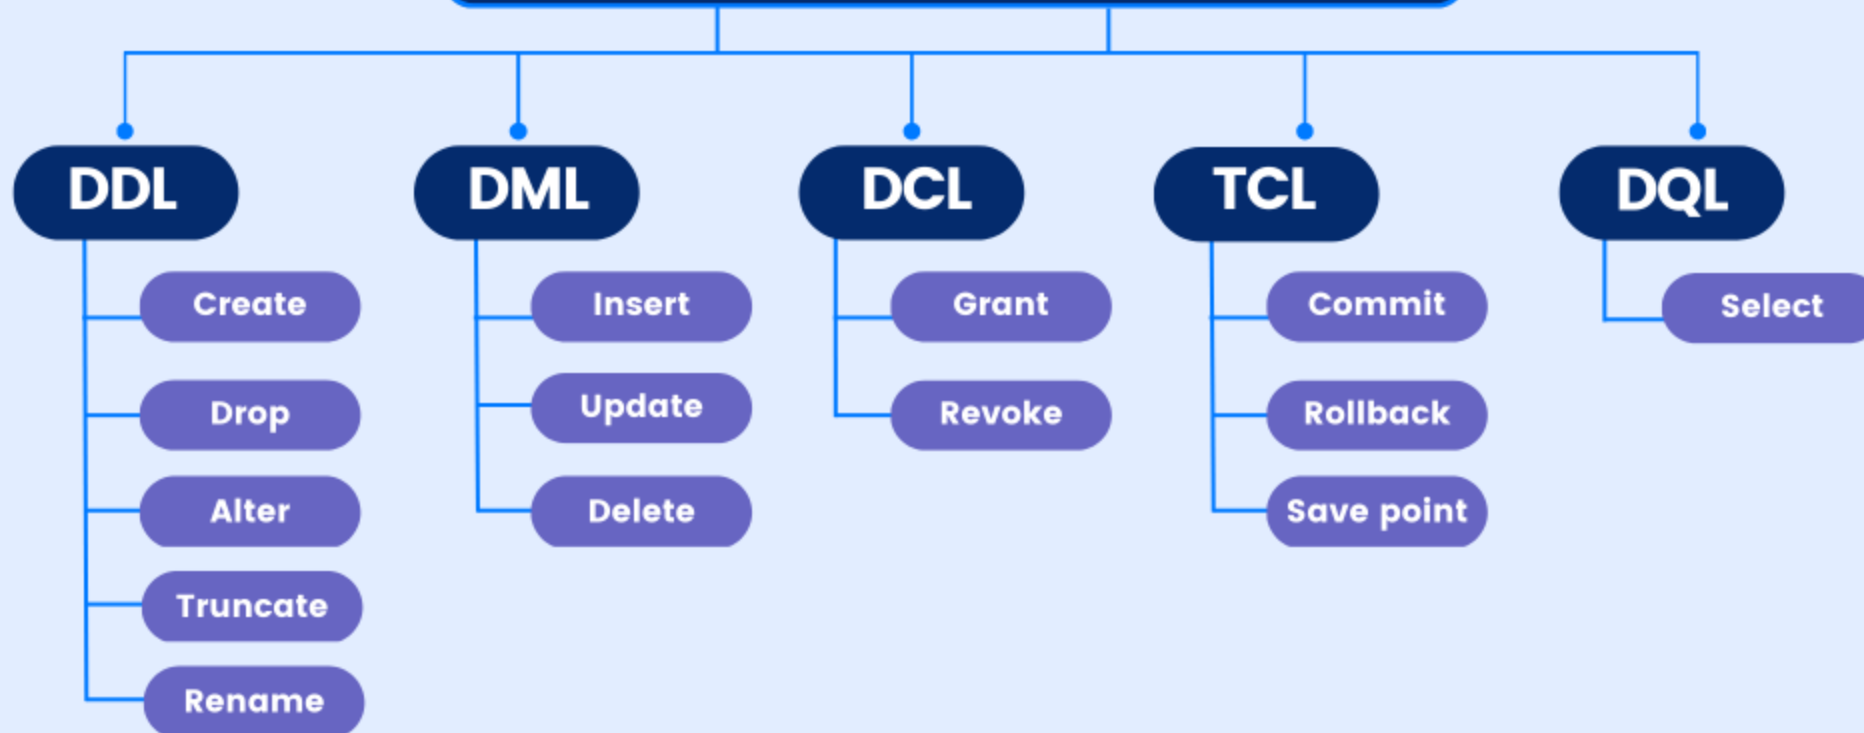 DDL
DML
DCL
TCL
DQL
Create
Insert
Grant
Commit
Select
Drop
Update
Revoke
Rollback
Alter
Delete
Save point
Truncate
Rename